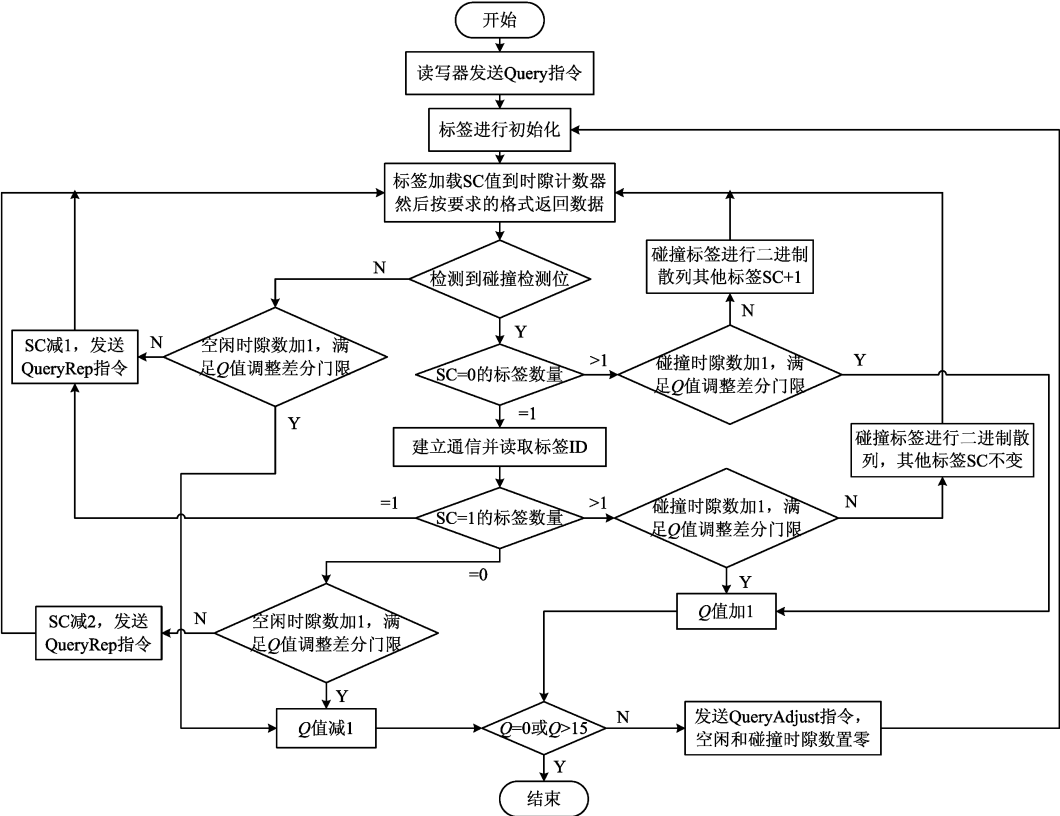 开始
读写器发送Query指令
标签进行初始化
标签加载SC值到时隙计数器
然后按要求的格式返回数据
碰撞标签进行二进制
散列其他标签SC+1
检测到碰撞检测位
N
Y
N
SC减1，发送
QueryRep指令
N
空闲时隙数加1，满
足Q值调整差分门限
Y
SC=0的标签数量
>1
碰撞时隙数加1，满
足Q值调整差分门限
Y
=1
建立通信并读取标签ID
碰撞标签进行二进制散
列，其他标签SC不变
=1
SC=1的标签数量
>1
碰撞时隙数加1，满
足Q值调整差分门限
N
=0
Y
Q值加1
SC减2，发送
QueryRep指令
N
空闲时隙数加1，满
足Q值调整差分门限
Y
Q值减1
Q=0或Q>15
N
发送QueryAdjust指令，
空闲和碰撞时隙数置零
Y
结束